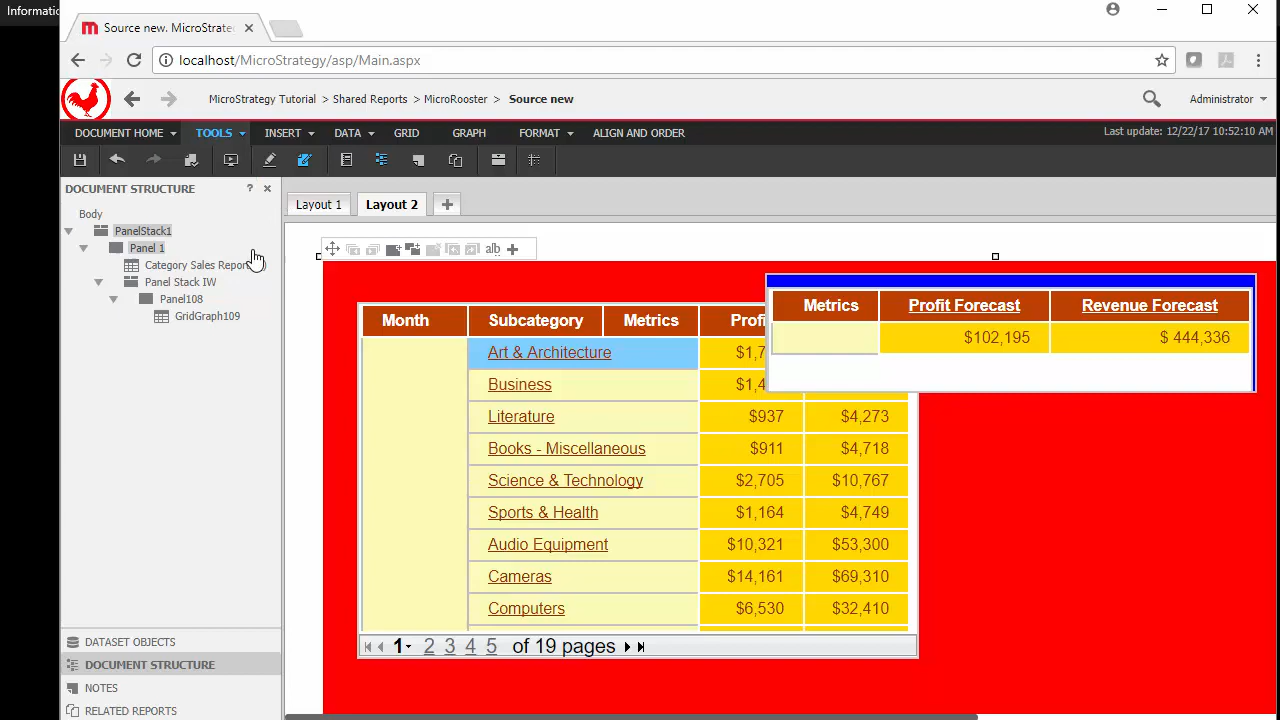 Informatio
Source new. MicroStrate
localhost/MicroStrategy/asp/Main.aspx
MicroStrategy Tutorial > Shared Reports > MicroRooster > Source new
Administrator
DOCUMENT HOME TOOLS INSERT DATA GRID GRAPH FORMAT ALIGN AND ORDER
Last update: 12/22/17 10:52:10 AM
DOCUMENT STRUCTURE ? ×
Layout 1 Layout 2 +
Body
PanelStack1
Panel 1
Category Sales Repor
Panel Stack IW
Panel108
GridGraph109
alb
Metrics Profit Forecast Revenue Forecast
$102,195 $ 444,336
Month Subcategory Metrics Profi
Art & Architecture $1,7
Business $1,4
Literature $937 $4,273
Books - Miscellaneous $911 $4,718
Science & Technology $2,705 $10,767
Sports & Health $1,164 $4,749
Audio Equipment $10,321 $53,300
Cameras $14,161 $69,310
Computers $6,530 $32,410
1 2 3 4 5 of 19 pages
DATASET OBJECTS
DOCUMENT STRUCTURE
NOTES
RELATED REPORTS